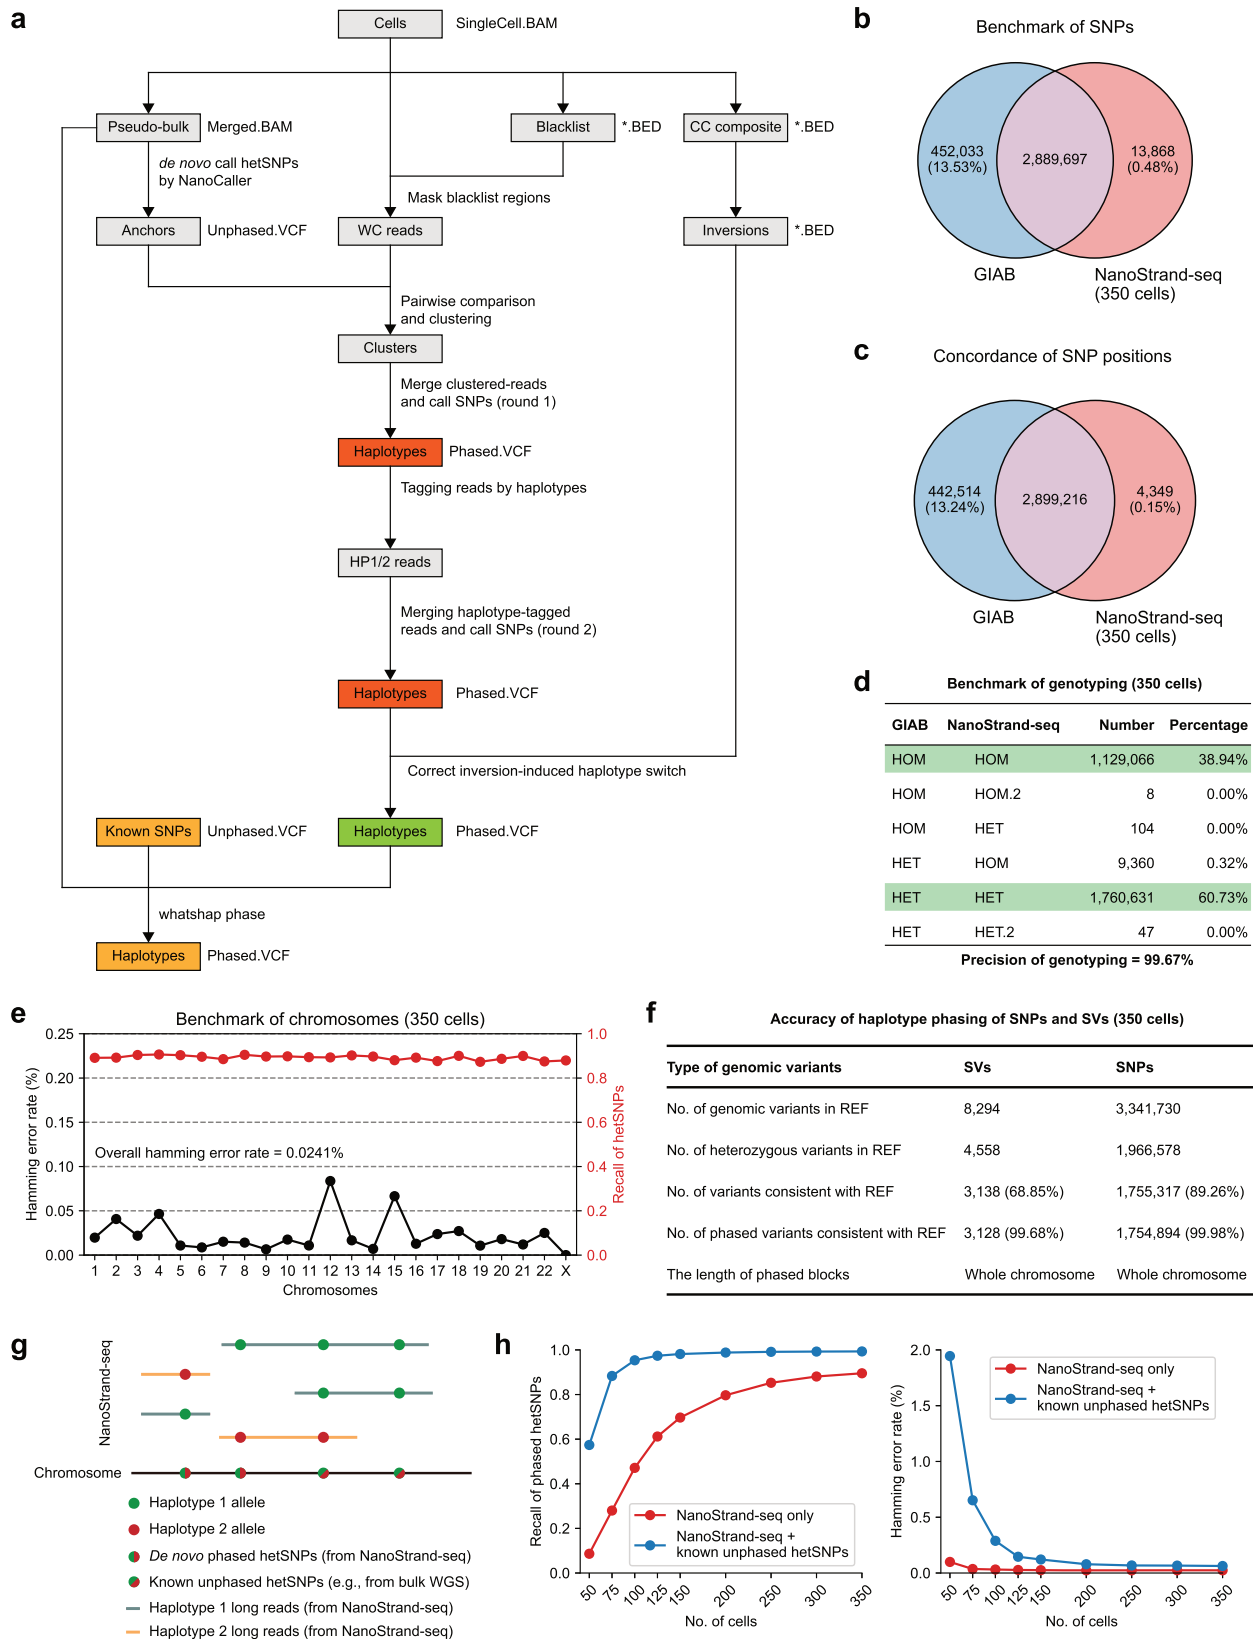 a
Cells
SingleCell.BAM
Pseudo-bulk
Merged.BAM
Blacklist
*.BED
CC composite
*.BED
de novo call hetSNPs
by NanoCaller
Mask blacklist regions
Anchors
Unphased.VCF
WC reads
Inversions
*.BED
Pairwise comparison
and clustering
Clusters
Merge clustered-reads
and call SNPs (round 1)
Haplotypes
Phased.VCF
Tagging reads by haplotypes
HP1/2 reads
Merging haplotype-tagged
reads and call SNPs (round 2)
Haplotypes
Phased.VCF
Correct inversion-induced haplotype switch
Known SNPs
Unphased.VCF
Haplotypes
Phased.VCF
whatshap phase
Haplotypes
Phased.VCF
b
Benchmark of SNPs
452,033
(13.53%)
2,889,697
13,868
(0.48%)
GIAB
NanoStrand-seq
(350 cells)
c
Concordance of SNP positions
442,514
(13.24%)
2,899,216
4,349
(0.15%)
GIAB
NanoStrand-seq
(350 cells)
d
Benchmark of genotyping (350 cells)
GIAB NanoStrand-seq Number Percentage
HOM HOM 1,129,066 38.94%
HOM HOM.2 8 0.00%
HOM HET 104 0.00%
HET HOM 9,360 0.32%
HET HET 1,760,631 60.73%
HET HET.2 47 0.00%
Precision of genotyping = 99.67%
e
Benchmark of chromosomes (350 cells)
Hamming error rate (%)
0.25
0.20
0.15
0.10
0.05
0.00
Overall hamming error rate = 0.0241%
1.0
0.8
0.6
0.4
0.2
0.0
Recall of hetSNPs
1 2 3 4 5 6 7 8 9 10 11 12 13 14 15 16 17 18 19 20 21 22 X
Chromosomes
f
Accuracy of haplotype phasing of SNPs and SVs (350 cells)
Type of genomic variants SVs SNPs
No. of genomic variants in REF 8,294 3,341,730
No. of heterozygous variants in REF 4,558 1,966,578
No. of variants consistent with REF 3,138 (68.85%) 1,755,317 (89.26%)
No. of phased variants consistent with REF 3,128 (99.68%) 1,754,894 (99.98%)
The length of phased blocks Whole chromosome Whole chromosome
g
NanoStrand-seq
Chromosome
Haplotype 1 allele
Haplotype 2 allele
De novo phased hetSNPs (from NanoStrand-seq)
Known unphased hetSNPs (e.g., from bulk WGS)
Haplotype 1 long reads (from NanoStrand-seq)
Haplotype 2 long reads (from NanoStrand-seq)
h
Recall of phased hetSNPs
1.0
0.8
0.6
0.4
0.2
0.0
NanoStrand-seq only
NanoStrand-seq +
known unphased hetSNPs
50 75 100 125 150 200 250 300 350
No. of cells
Hamming error rate (%)
2.0
1.5
1.0
0.5
0.0
NanoStrand-seq only
NanoStrand-seq +
known unphased hetSNPs
50 75 100 125 150 200 250 300 350
No. of cells